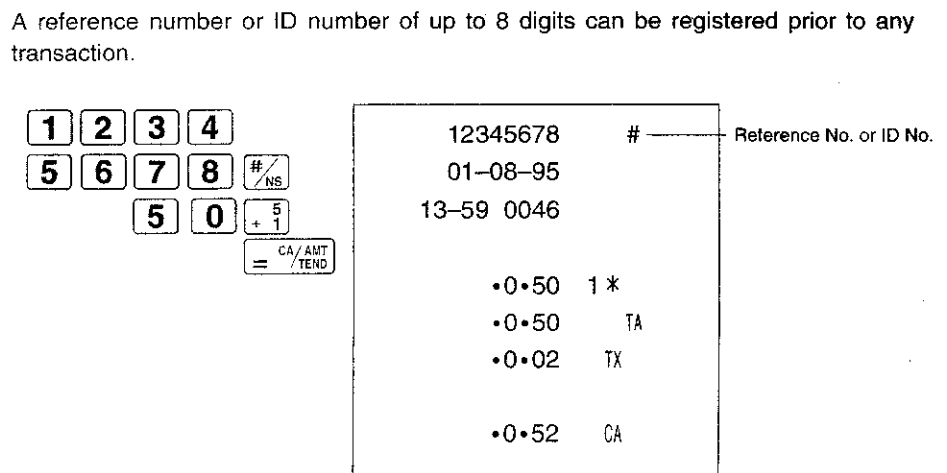 A reference number or ID number of up to 8 digits can be registered prior to any
transaction.
1 2 3 4
5 6 7 8 #/NS
5 0 + 5 1
= CA/AMT TEND
12345678 #
Reference No. or ID No.
01–08–95
13–59 0046
•0•50 1*
•0•50 TA
•0•02 TX
•0•52 CA